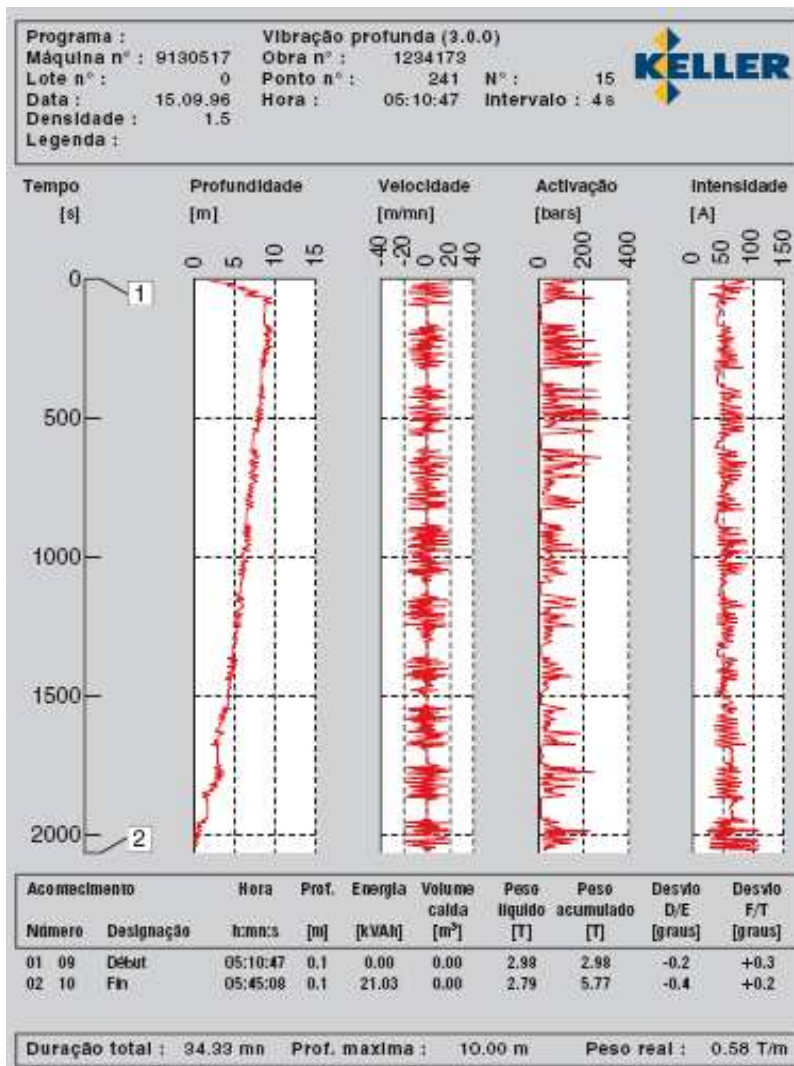 Programa : Vibração profunda (3.0.0)
Máquina n° : 9130517 Obra n° : 1234173
Lote n° : 0 Ponto n° : 241 N° : 15
Data : 15.09.96 Hora : 05:10:47 Intervalo : 4s
Densidade : 1.5
Legenda :
KELLER
Tempo Profundidade Velocidade Activação Intensidade
[s] [m] [m/mn] [bars] [A]
0 5 10 15 -40 -20 0 20 40 0 200 400 0 50 100 150
0
1
500
1000
1500
2000
2
Acontecimento Hora Prof. Energia Volume Peso Peso Desvio Desvio
caida líquido acumulado D/E F/T
Número Designação h:mn:s [m] [kVAh] [m³] [T] [T] [graus] [graus]
01 09 Début 05:10:47 0.1 0.00 0.00 2.98 2.98 -0.2 +0.3
02 10 Fin 05:45:08 0.1 21.03 0.00 2.79 5.77 -0.4 +0.2
Duração total : 34.33 mn Prof. maxima : 10.00 m Peso real : 0.58 T/m